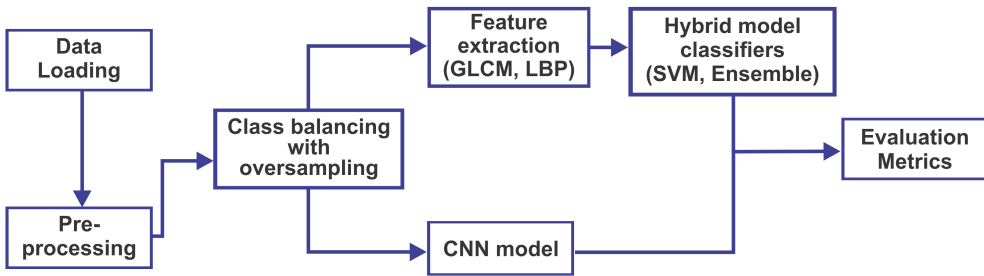 Data
Loading
Pre-
processing
Class balancing
with
oversampling
Feature
extraction
(GLCM, LBP)
Hybrid model
classifiers
(SVM, Ensemble)
CNN model
Evaluation
Metrics